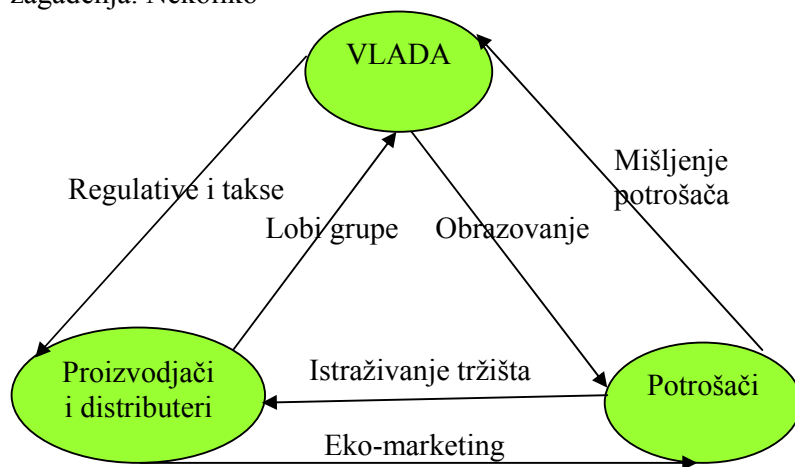 zagađenja. Nekoliko
VLADA
Mišljenje
potrošača
Regulative i takse
Lobi grupe
Obrazovanje
Proizvodjači
i distributeri
Istraživanje tržišta
Potrošači
Eko-marketing